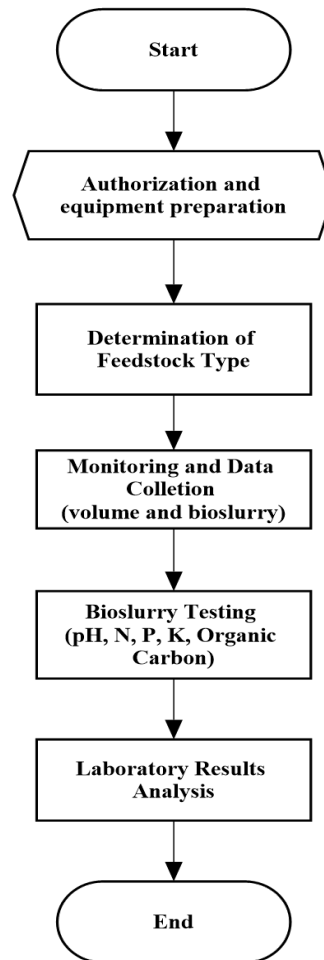 Start
Authorization and
equipment preparation
Determination of
Feedstock Type
Monitoring and Data
Colletion
(volume and bioslurry)
Bioslurry Testing
(pH, N, P, K, Organic
Carbon)
Laboratory Results
Analysis
End